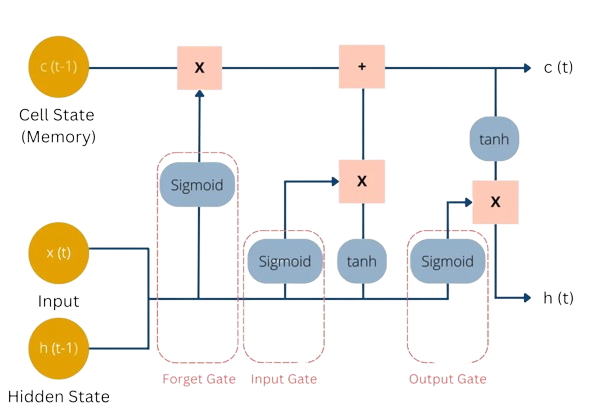 c (t-1)
X
+
c (t)
Cell State
(Memory)
tanh
Sigmoid
X
X
x (t)
Sigmoid
tanh
Sigmoid
Input
h (t)
h (t-1)
Forget Gate
Input Gate
Output Gate
Hidden State